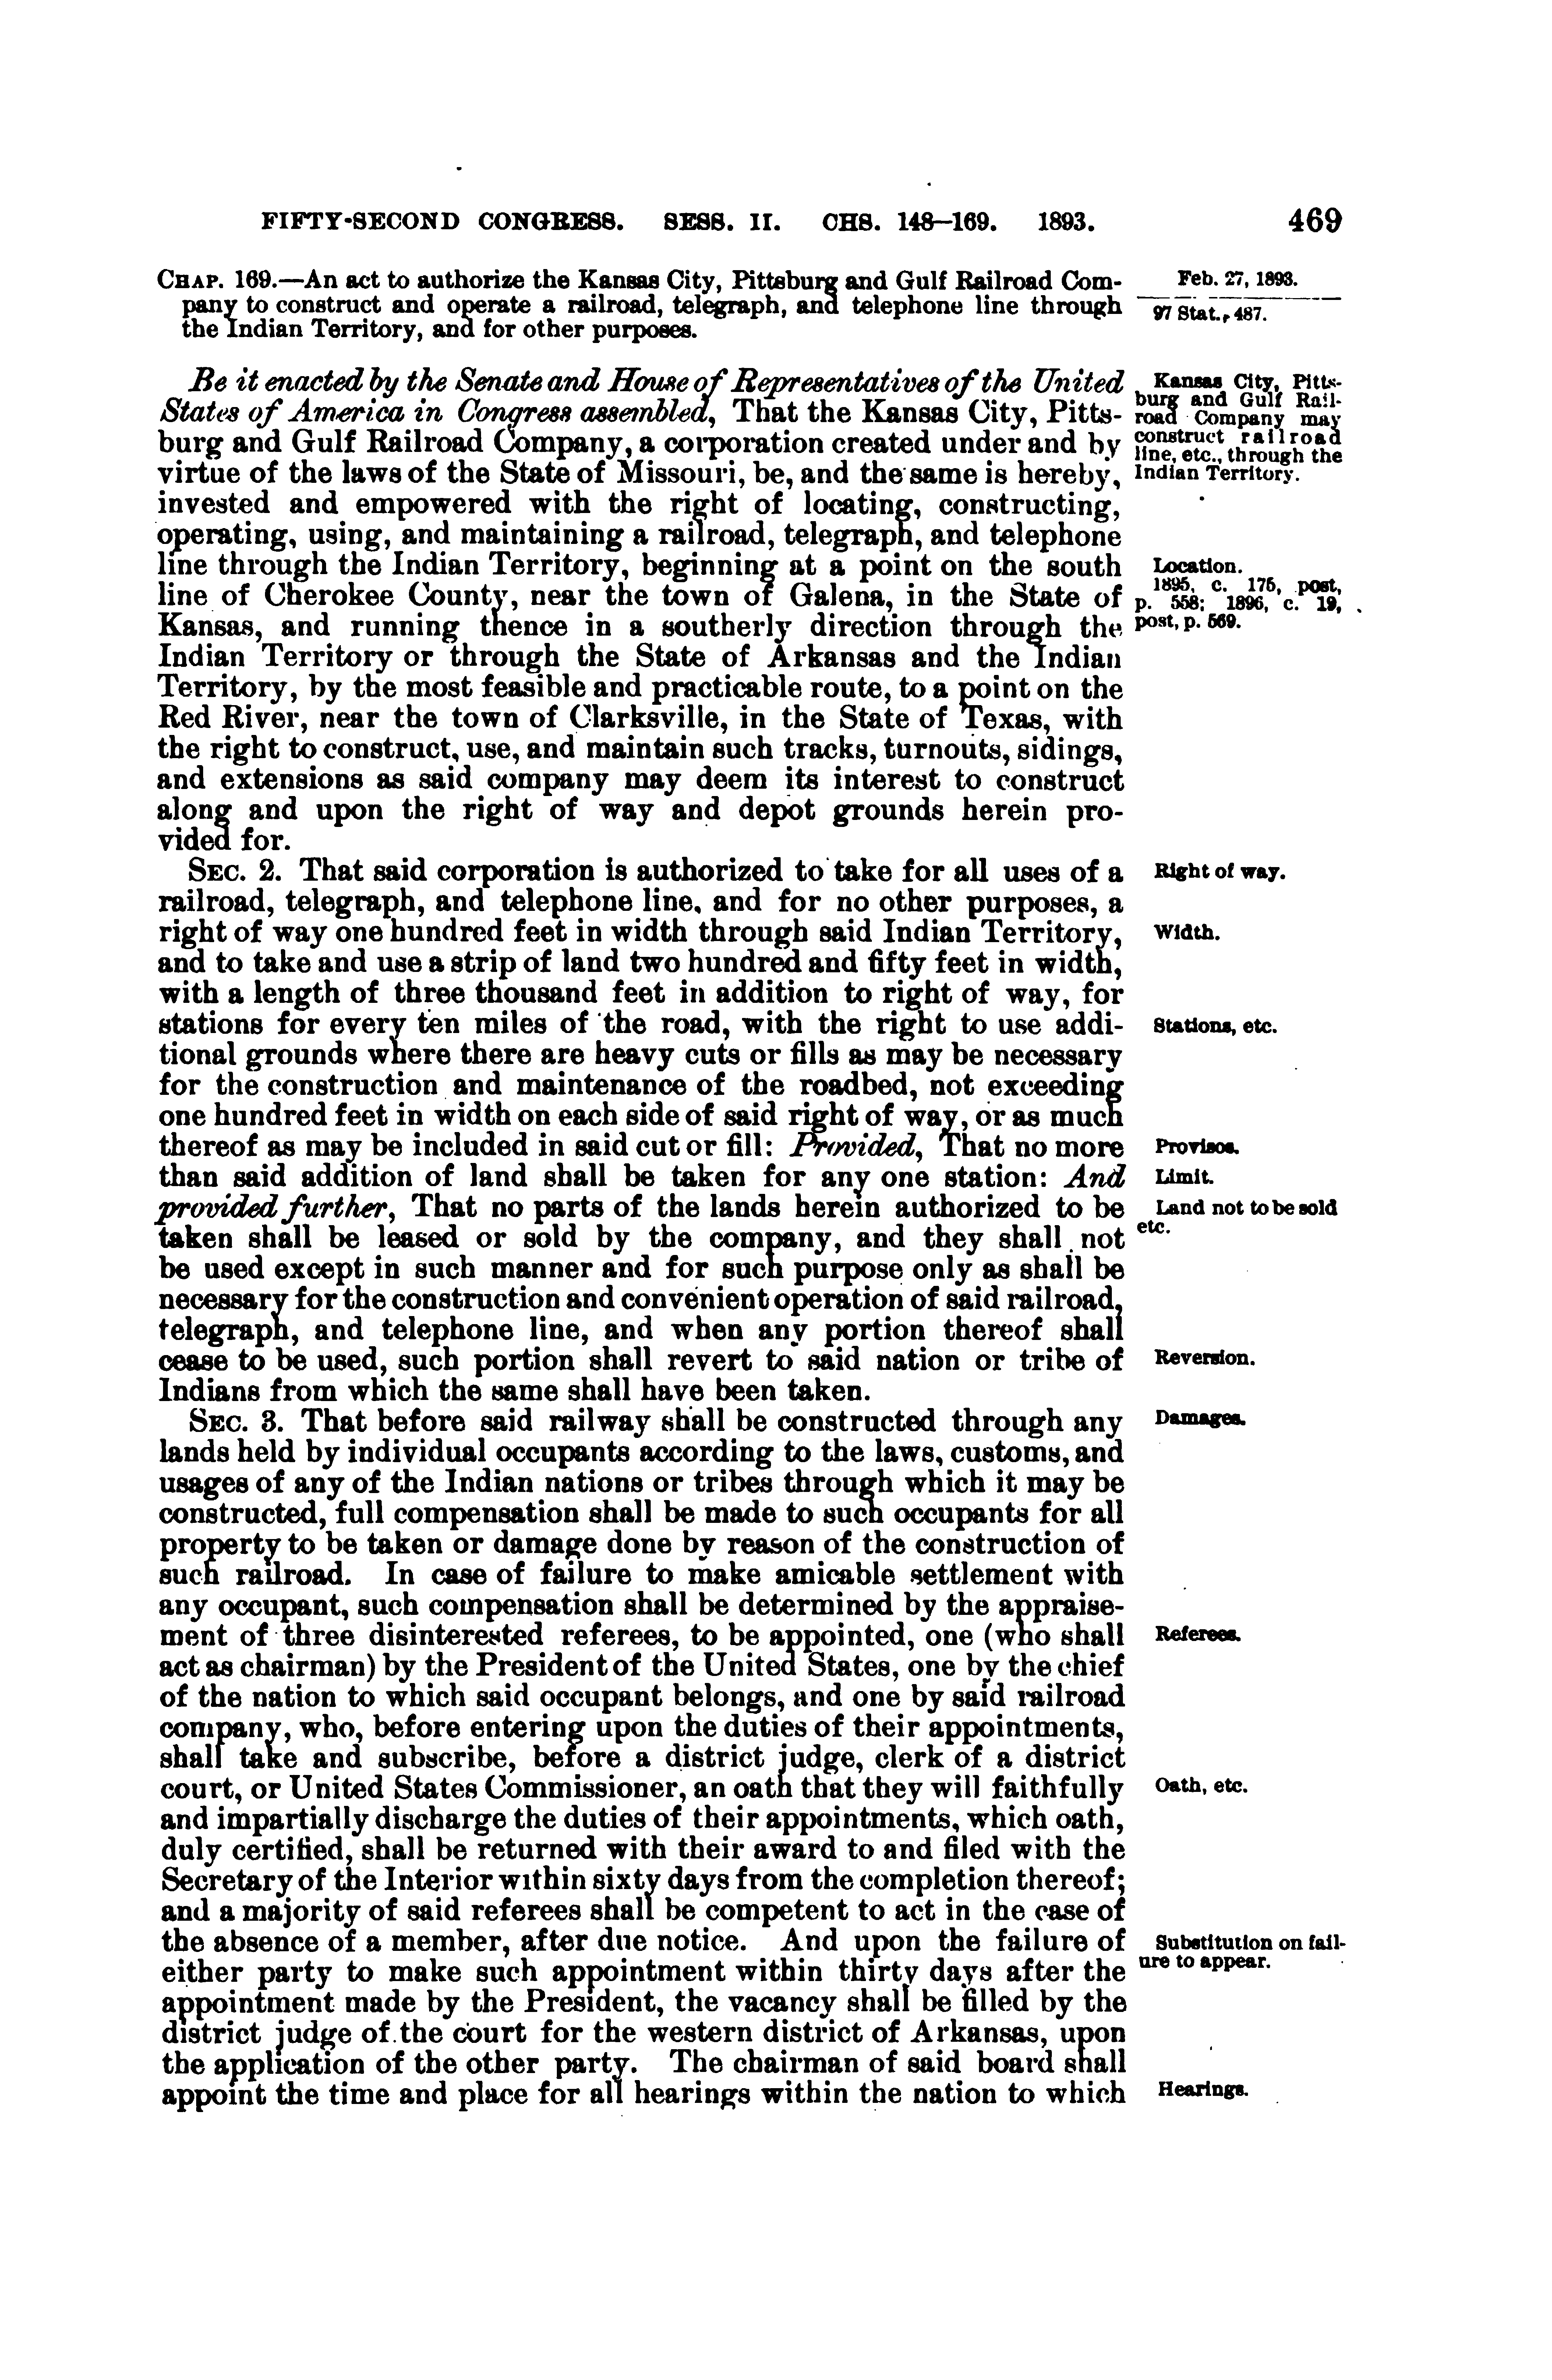 FIFTY-SECOND CONGRESS. SESS. II. CHS. 148–169. 1893. 469
CHAP. 169.—An act to authorize the Kansas City, Pittsburg and Gulf Railroad Com-
pany to construct and operate a railroad, telegraph, and telephone line through
the Indian Territory, and for other purposes.
Feb. 27, 1893.
97 Stat., 487.
Be it enacted by the Senate and House of Representatives of the United
States of America in Congress assembled, That the Kansas City, Pitts-
burg and Gulf Railroad Company, a corporation created under and by
virtue of the laws of the State of Missouri, be, and the same is hereby,
invested and empowered with the right of locating, constructing,
operating, using, and maintaining a railroad, telegraph, and telephone
line through the Indian Territory, beginning at a point on the south
line of Cherokee County, near the town of Galena, in the State of
Kansas, and running thence in a southerly direction through the
Indian Territory or through the State of Arkansas and the Indian
Territory, by the most feasible and practicable route, to a point on the
Red River, near the town of Clarksville, in the State of Texas, with
the right to construct, use, and maintain such tracks, turnouts, sidings,
and extensions as said company may deem its interest to construct
along and upon the right of way and depot grounds herein pro-
vided for.
Kansas City, Pitts-
burg and Gulf Rail-
road Company may
construct railroad
line, etc., through the
Indian Territory.
Location.
1895, c. 175, post,
p. 558; 1896, c. 19,
post, p. 569.
SEC. 2. That said corporation is authorized to take for all uses of a
railroad, telegraph, and telephone line, and for no other purposes, a
right of way one hundred feet in width through said Indian Territory,
and to take and use a strip of land two hundred and fifty feet in width,
with a length of three thousand feet in addition to right of way, for
stations for every ten miles of the road, with the right to use addi-
tional grounds where there are heavy cuts or fills as may be necessary
for the construction and maintenance of the roadbed, not exceeding
one hundred feet in width on each side of said right of way, or as much
thereof as may be included in said cut or fill: Provided, That no more
than said addition of land shall be taken for any one station: And
provided further, That no parts of the lands herein authorized to be
taken shall be leased or sold by the company, and they shall not
be used except in such manner and for such purpose only as shall be
necessary for the construction and convenient operation of said railroad,
telegraph, and telephone line, and when any portion thereof shall
cease to be used, such portion shall revert to said nation or tribe of
Indians from which the same shall have been taken.
Right of way.
Width.
Stations, etc.
Provisos.
Limit.
Land not to be sold
etc.
Reversion.
SEC. 3. That before said railway shall be constructed through any
lands held by individual occupants according to the laws, customs, and
usages of any of the Indian nations or tribes through which it may be
constructed, full compensation shall be made to such occupants for all
property to be taken or damage done by reason of the construction of
such railroad. In case of failure to make amicable settlement with
any occupant, such compensation shall be determined by the appraise-
ment of three disinterested referees, to be appointed, one (who shall
act as chairman) by the President of the United States, one by the chief
of the nation to which said occupant belongs, and one by said railroad
company, who, before entering upon the duties of their appointments,
shall take and subscribe, before a district judge, clerk of a district
court, or United States Commissioner, an oath that they will faithfully
and impartially discharge the duties of their appointments, which oath,
duly certified, shall be returned with their award to and filed with the
Secretary of the Interior within sixty days from the completion thereof;
and a majority of said referees shall be competent to act in the case of
the absence of a member, after due notice. And upon the failure of
either party to make such appointment within thirty days after the
appointment made by the President, the vacancy shall be filled by the
district judge of the court for the western district of Arkansas, upon
the application of the other party. The chairman of said board shall
appoint the time and place for all hearings within the nation to which
Damages.
Referees.
Oath, etc.
Substitution on fail-
ure to appear.
Hearings.